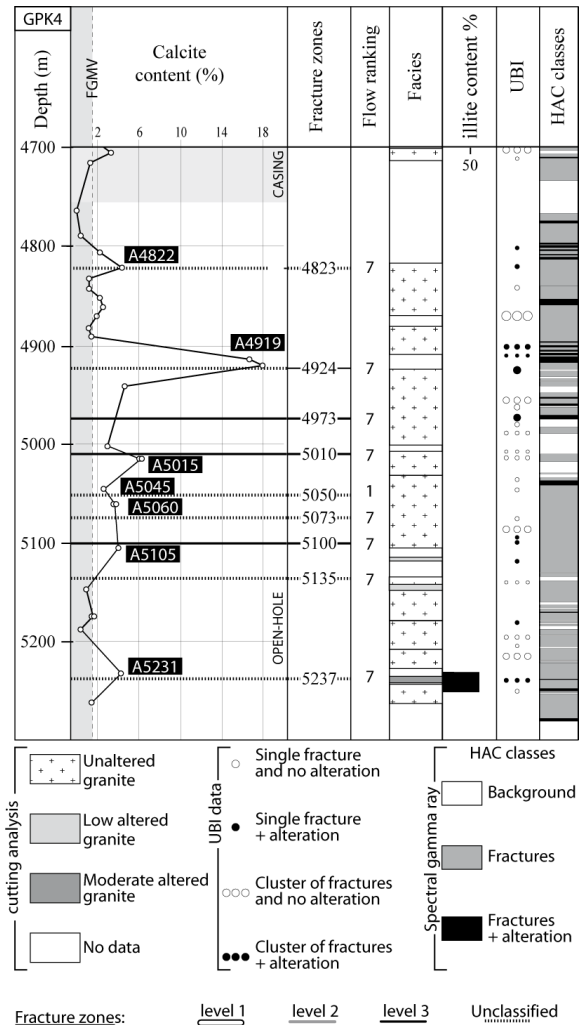 GPK4
Depth (m)
FGMV
Calcite
content (%)
Fracture zones
Flow ranking
Facies
illite content %
UBI
HAC classes
2 6 10 14 18
50
4700
CASING
4800
A4822
4823 7
A4919
4900
4924 7
4973 7
5000
5010 7
A5015
A5045
5050 1
A5060
5073 7
5100
5100 7
A5105
5135 7
5200
OPEN-HOLE
A5231
5237 7
cutting analysis
Unaltered
granite
Low altered
granite
Moderate altered
granite
No data
UBI data
Single fracture
and no alteration
Single fracture
+ alteration
Cluster of fractures
and no alteration
Cluster of fractures
+ alteration
HAC classes
Spectral gamma ray
Background
Fractures
Fractures
+ alteration
Fracture zones: level 1 level 2 level 3 Unclassified